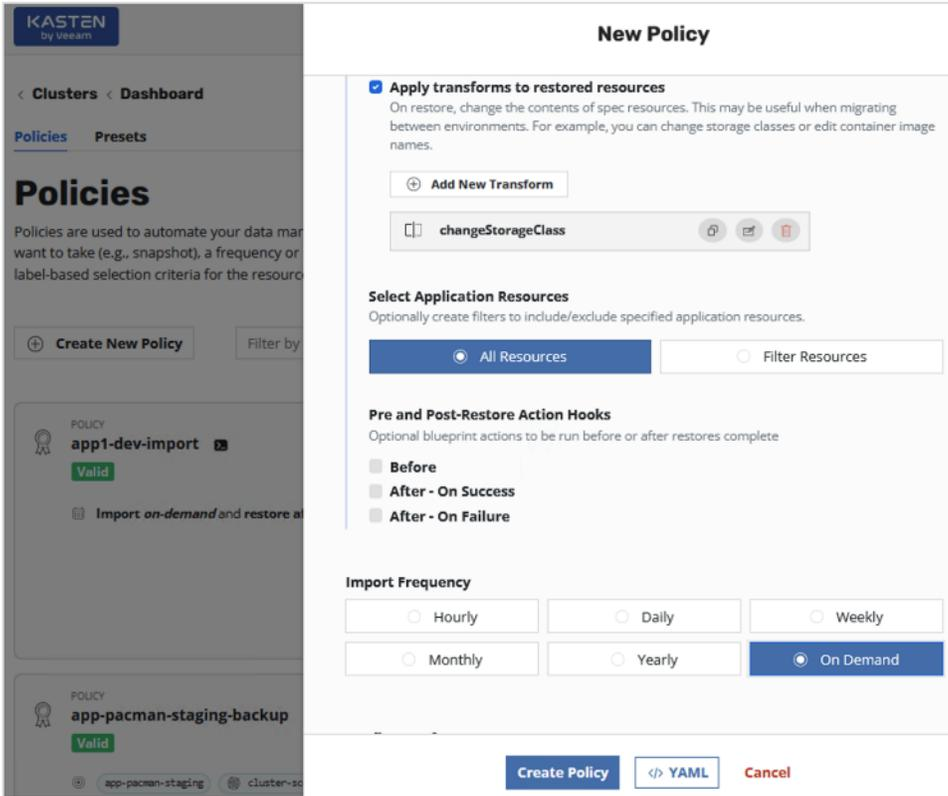 KASTEN
by Veeam
< Clusters < Dashboard
Policies Presets
Policies
Policies are used to automate your data mar
want to take (e.g., snapshot), a frequency or
label-based selection criteria for the resourc
Create New Policy
Filter by
POLICY
app1-dev-import
Valid
Import on-demand and restore af
POLICY
app-pacman-staging-backup
Valid
app-pacman-staging
cluster-sc
New Policy
Apply transforms to restored resources
On restore, change the contents of spec resources. This may be useful when migrating
between environments. For example, you can change storage classes or edit container image
names.
Add New Transform
changeStorageClass
Select Application Resources
Optionally create filters to include/exclude specified application resources.
All Resources
Filter Resources
Pre and Post-Restore Action Hooks
Optional blueprint actions to be run before or after restores complete
Before
After - On Success
After - On Failure
Import Frequency
Hourly
Daily
Weekly
Monthly
Yearly
On Demand
Create Policy
</> YAML
Cancel